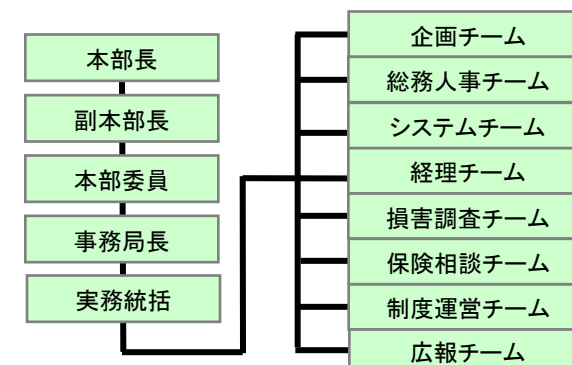 本部長
副本部長
本部委員
事務局長
実務統括
企画チーム
総務人事チーム
システムチーム
経理チーム
損害調査チーム
保険相談チーム
制度運営チーム
広報チーム